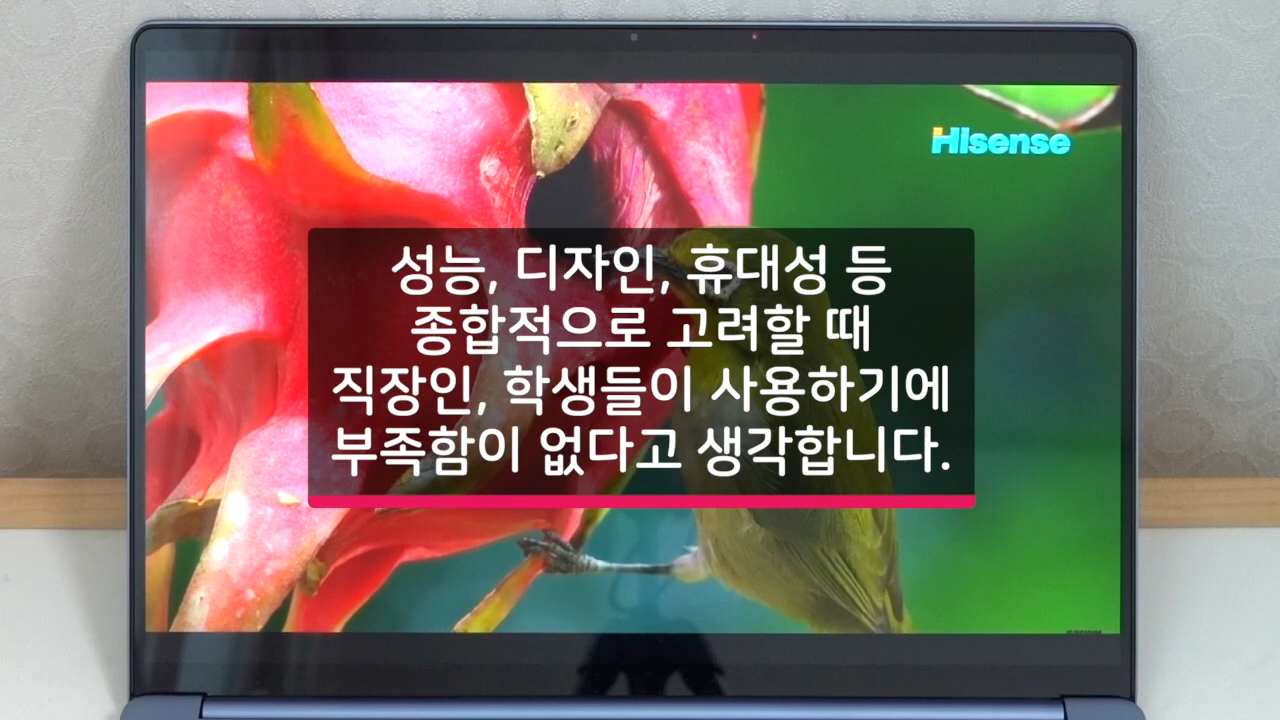 Hisense
성능, 디자인, 휴대성 등
종합적으로 고려할 때
직장인, 학생들이 사용하기에
부족함이 없다고 생각합니다.